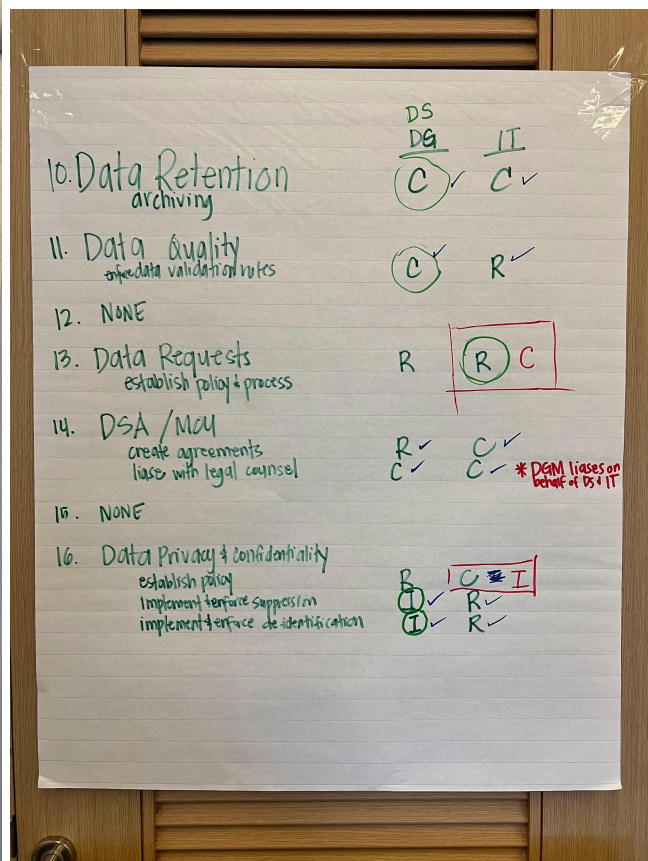 DS
DG IT
10. Data Retention C ✓ C ✓
archiving
11. Data Quality C ✓ R ✓
enforce data validation rules
12. NONE
13. Data Requests R R C
establish policy & process
14. DSA / MOU
create agreements R ✓ C ✓
liase with legal counsel C ✓ C ✓ * DGM liases on
behalf of DS & IT
15. NONE
16. Data Privacy & Confidentiality
establish policy R C I
Implement & enforce suppression I ✓ R ✓
implement & enforce de identification I ✓ R ✓